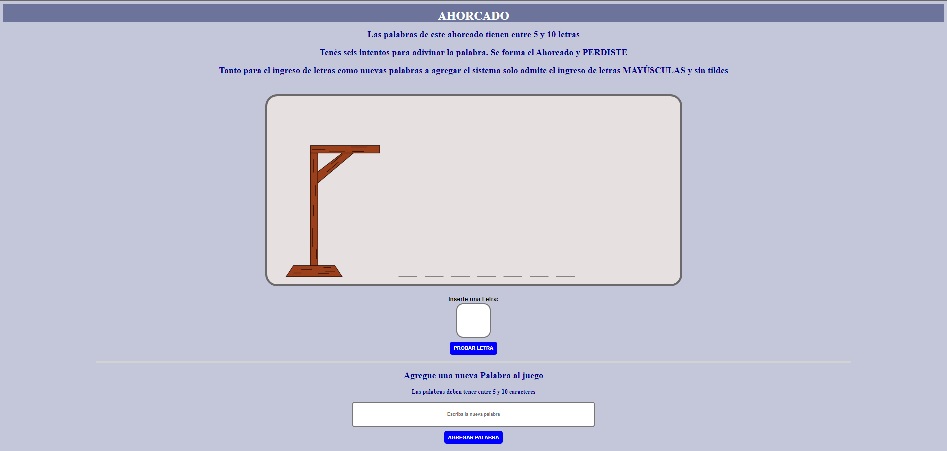 AHORCADO
Las palabras de este ahorcado tienen entre 5 y 10 letras
Tenés seis intentos para adivinar la palabra. Se forma el Ahorcado y PERDISTE
Tanto para el ingreso de letras como nuevas palabras a agregar el sistema solo admite el ingreso de letras MAYÚSCULAS y sin tildes
Inserte una Letra:
PROBAR LETRA
Agregue una nueva Palabra al juego
Las palabras deben tener entre 5 y 10 caracteres
Escriba la nueva palabra
AGREGAR PALABRA